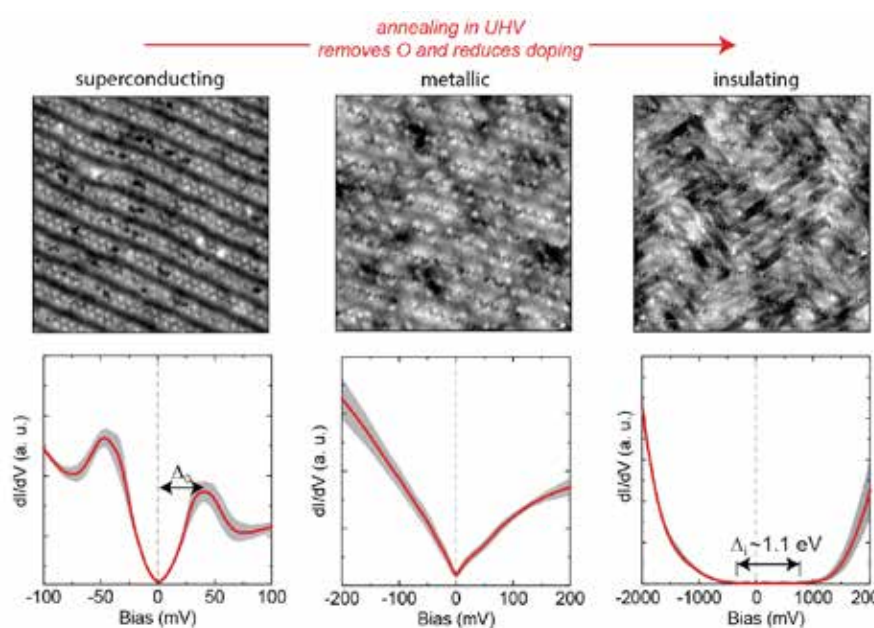 annealing in UHV
removes O and reduces doping
superconducting metallic insulating
dI/dV (a. u.)
Δ
-100 -50 0 50 100
Bias (mV)
dI/dV (a. u.)
-200 -100 0 100 200
Bias (mV)
dI/dV (a. u.)
Δi~1.1 eV
-2000 -1000 0 1000 2000
Bias (mV)